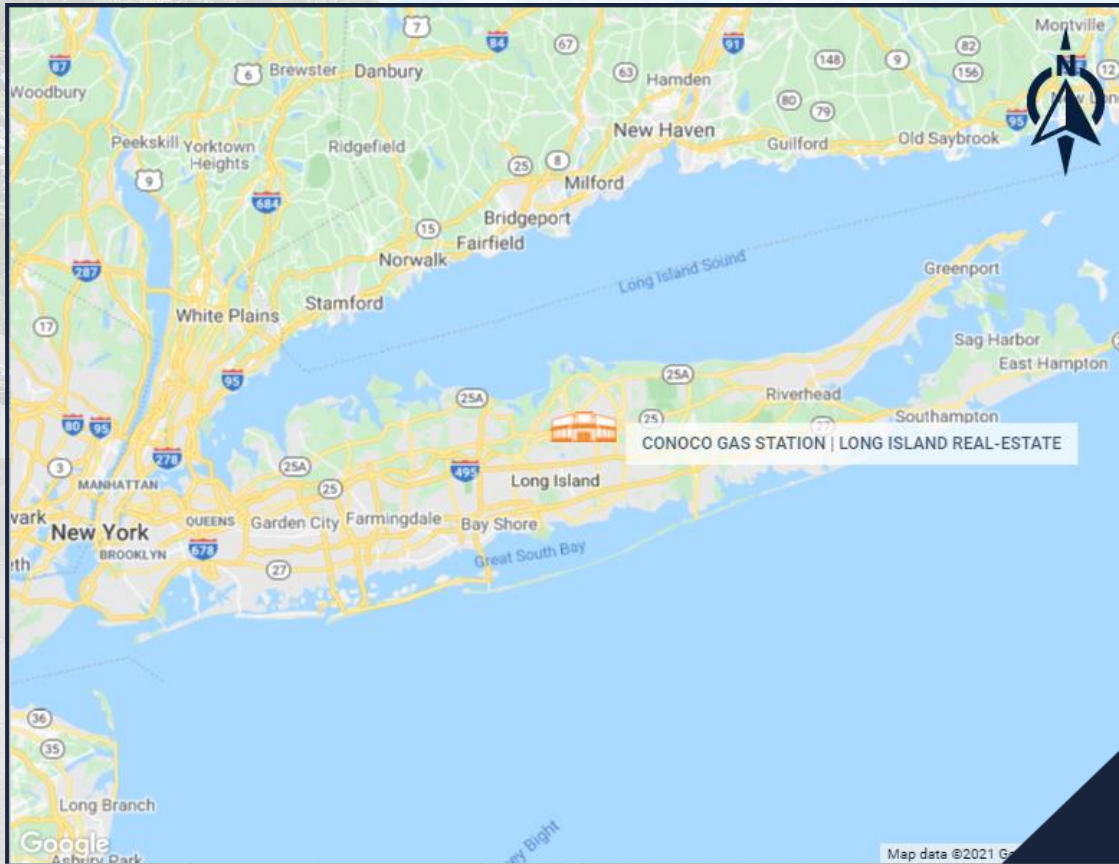 7
84
67
91
Montville
82
9
148
156
12
N
87
6
Brewster
Danbury
63
Hamden
Woodbury
80
79
New Haven
95
Old Saybrook
Guilford
Peekskill
Yorktown
Heights
Ridgefield
25
8
Milford
9
684
Bridgeport
15
Fairfield
Norwalk
287
Long Island Sound
Greenport
Stamford
White Plains
17
Sag Harbor
East Hampton
95
25A
25A
Riverhead
80
95
25
27
Southampton
CONOCO GAS STATION | LONG ISLAND REAL-ESTATE
278
3
25A
495
Long Island
MANHATTAN
25
QUEENS
Garden City
Farmingdale
Bay Shore
New York
BROOKLYN
678
Great South Bay
27
36
35
Long Branch
Google
Asbury Park
Map data ©2021